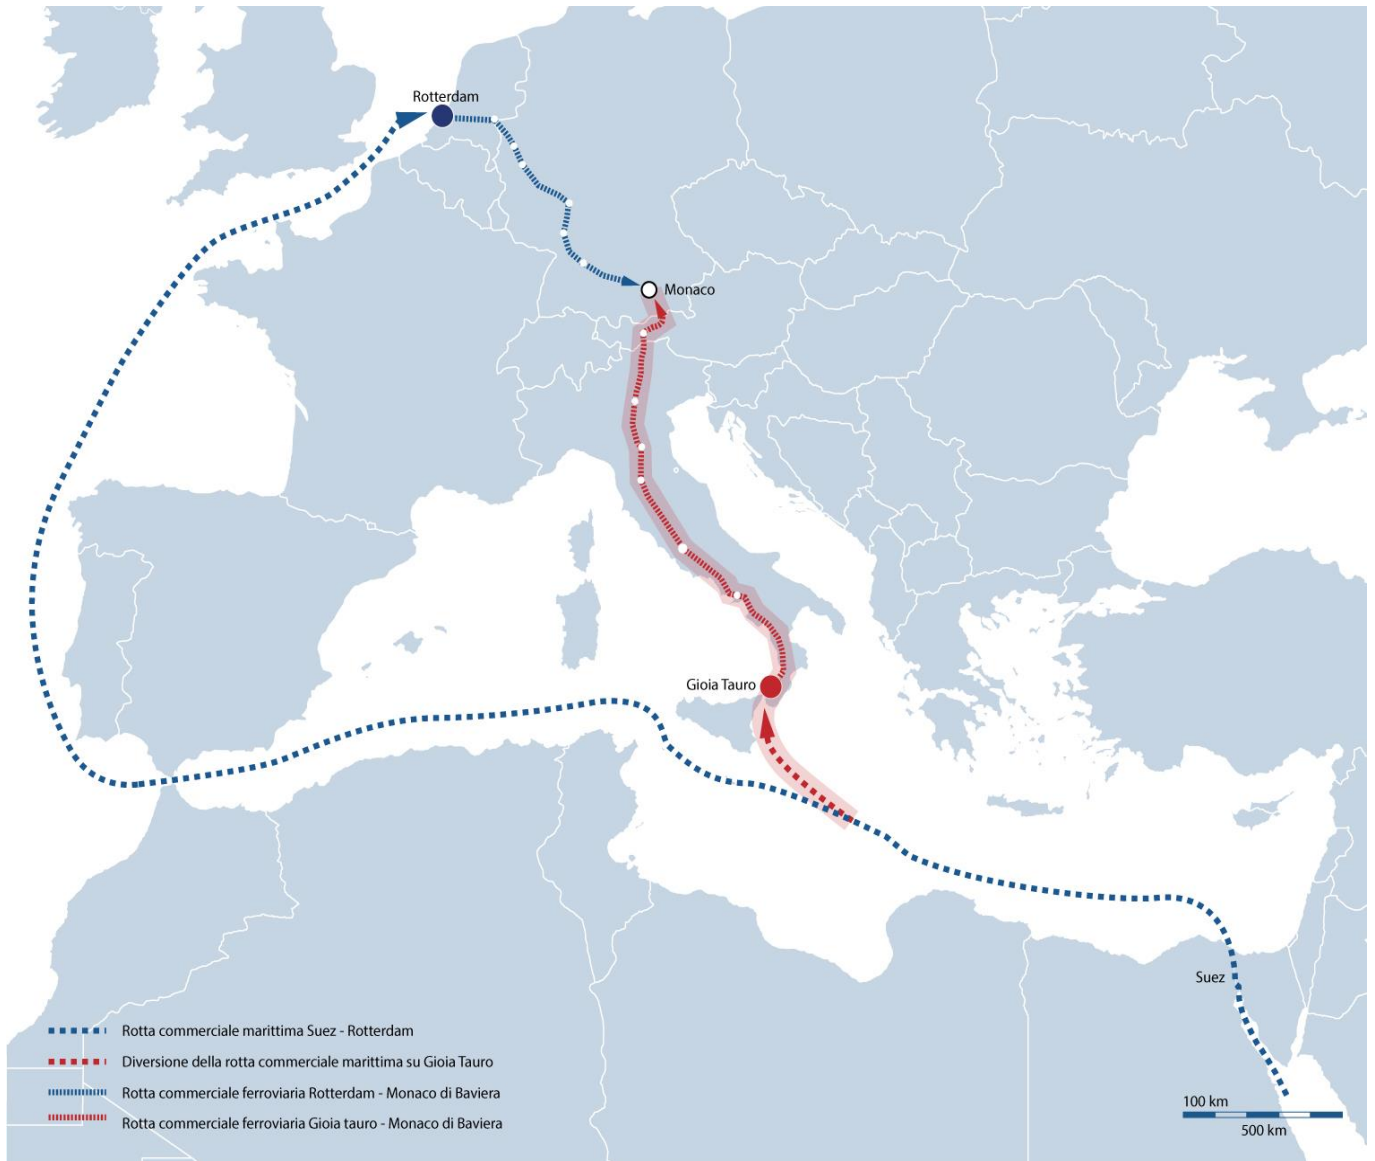 Rotterdam
Monaco
Gioia Tauro
Suez
Rotta commerciale marittima Suez - Rotterdam
Diversione della rotta commerciale marittima su Gioia Tauro
Rotta commerciale ferroviaria Rotterdam - Monaco di Baviera
Rotta commerciale ferroviaria Gioia tauro - Monaco di Baviera
100 km
500 km